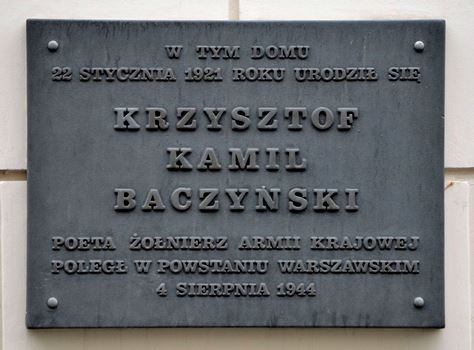 W TYM DOMU
22 STYCZNIA 1921 ROKU URODZIŁ SIĘ
KRZYSZTOF
KAMIL
BACZYŃSKI
POETA ŻOŁNIERZ ARMII KRAJOWEJ
POLEGŁ W POWSTANIU WARSZAWSKIM
4 SIERPNIA 1944